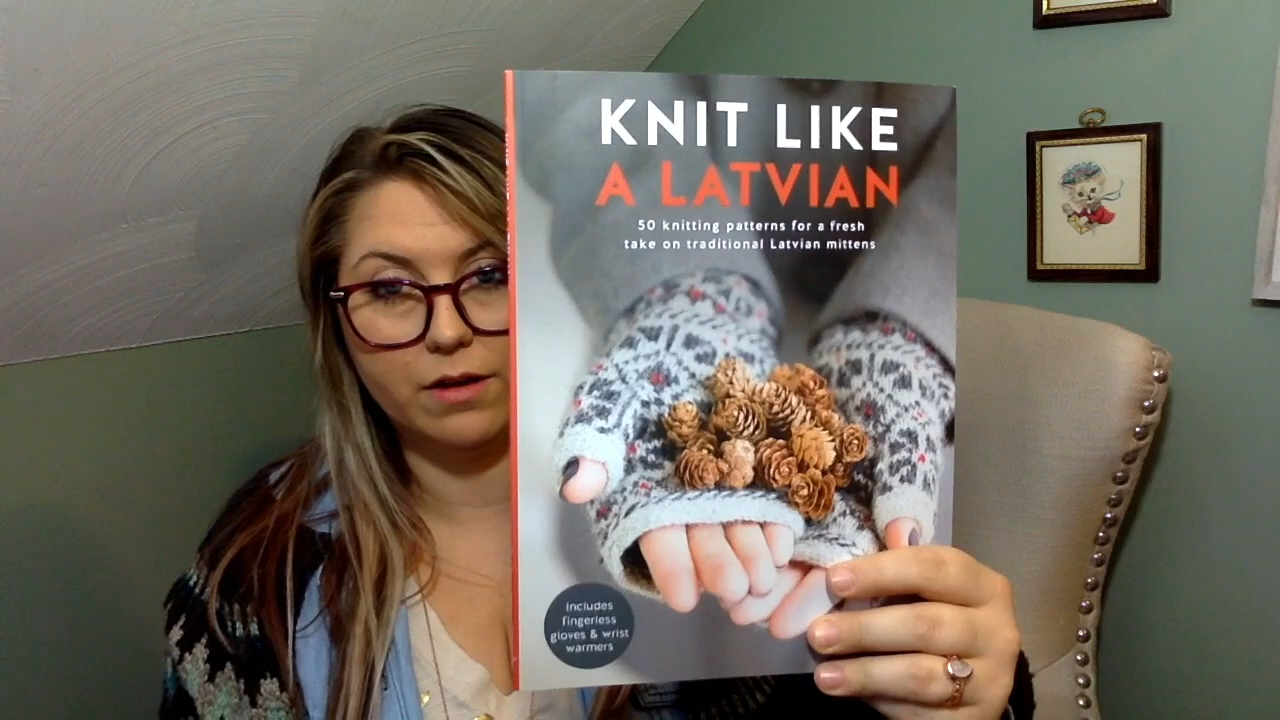 KNIT LIKE
A LATVIAN
50 knitting patterns for a fresh
take on traditional Latvian mittens
Includes
fingerless
gloves & wrist
warmers